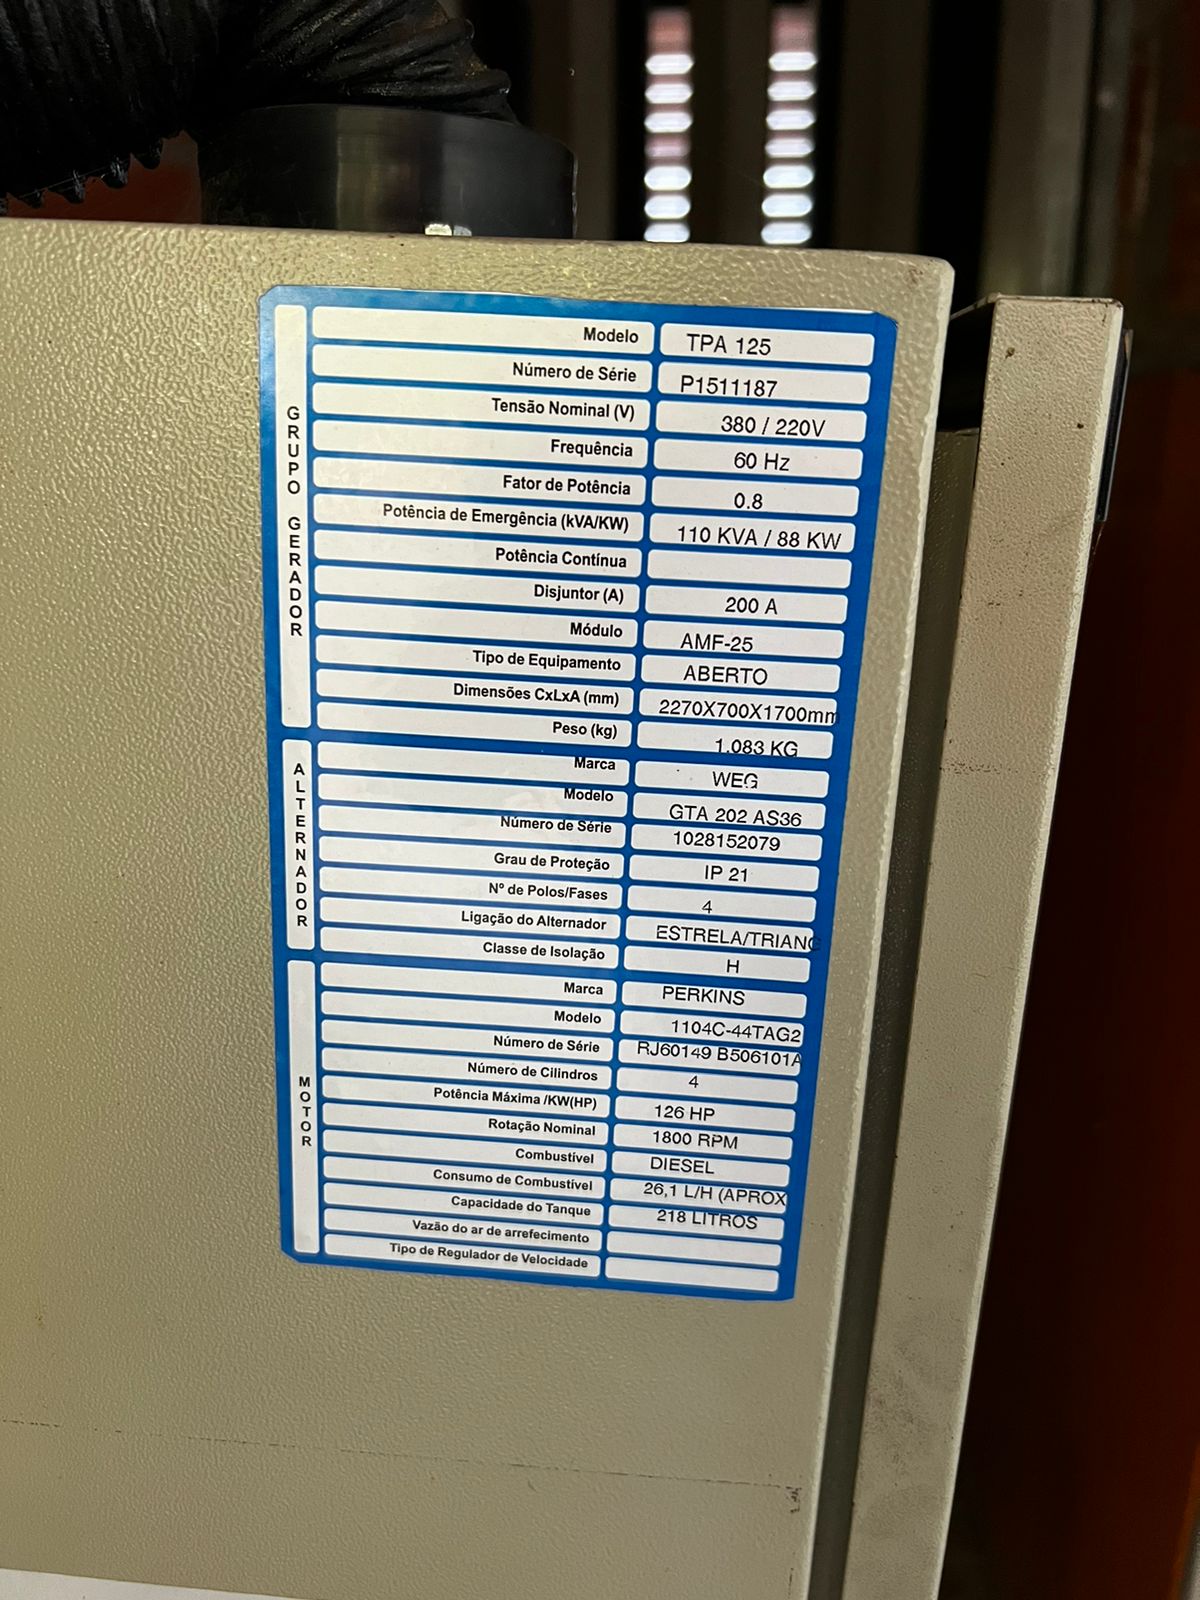 GRUPO GERADOR
Modelo TPA 125
Número de Série P1511187
Tensão Nominal (V) 380 / 220V
Frequência 60 Hz
Fator de Potência 0.8
Potência de Emergência (kVA/KW) 110 KVA / 88 KW
Potência Contínua
Disjuntor (A) 200 A
Módulo AMF-25
Tipo de Equipamento ABERTO
Dimensões CxLxA (mm) 2270X700X1700mm
Peso (kg) 1.083 KG
ALTERNADOR
Marca WEG
Modelo GTA 202 AS36
Número de Série 1028152079
Grau de Proteção IP 21
Nº de Polos/Fases 4
Ligação do Alternador ESTRELA/TRIANG
Classe de Isolação H
MOTOR
Marca PERKINS
Modelo 1104C-44TAG2
Número de Série RJ60149 B506101A
Número de Cilindros 4
Potência Máxima /KW(HP) 126 HP
Rotação Nominal 1800 RPM
Combustível DIESEL
Consumo de Combustível 26,1 L/H (APROX
Capacidade do Tanque 218 LITROS
Vazão do ar de arrefecimento
Tipo de Regulador de Velocidade